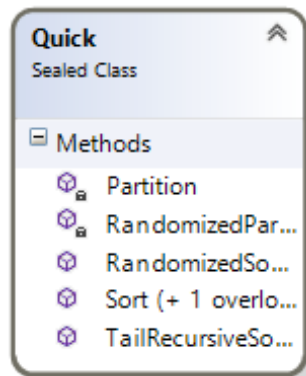 Quick
Sealed Class
Methods
Partition
RandomizedPar...
RandomizedSo...
Sort (+ 1 overlo...
TailRecursiveSo...